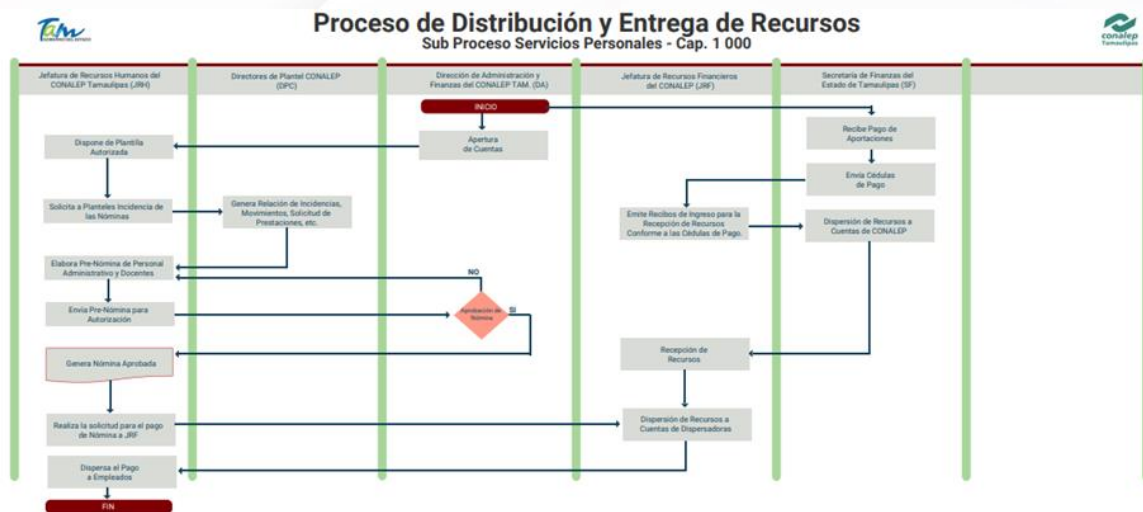 Tam
GOBIERNO DEL ESTADO
Proceso de Distribución y Entrega de Recursos
Sub Proceso Servicios Personales - Cap. 1 000
conalep
Tamaulipas
Jefatura de Recursos Humanos del
CONALEP Tamaulipas (JRH)
Directores de Plantel CONALEP
(DPC)
Dirección de Administración y
Finanzas del CONALEP TAM. (DA)
Jefatura de Recursos Financieros
del CONALEP (JRF)
Secretaría de Finanzas del
Estado de Tamaulipas (SF)
INICIO
Apertura
de Cuentas
Recibe Pago de
Aportaciones
Dispone de Plantilla
Autorizada
Envía Cédulas
de Pago
Solicita a Planteles Incidencia de
las Nóminas
Genera Relación de Incidencias,
Movimientos, Solicitud de
Prestaciones, etc.
Emite Recibos de Ingreso para la
Recepción de Recursos
Conforme a las Cédulas de Pago.
Dispersión de Recursos a
Cuentas de CONALEP
Elabora Pre-Nómina de Personal
Administrativo y Docentes
NO
Envía Pre-Nómina para
Autorización
Aprobación de
Nómina
SI
Genera Nómina Aprobada
Recepción de
Recursos
Realiza la solicitud para el pago
de Nómina a JRF
Dispersión de Recursos a
Cuentas de Dispersadoras
Dispersa el Pago
a Empleados
FIN